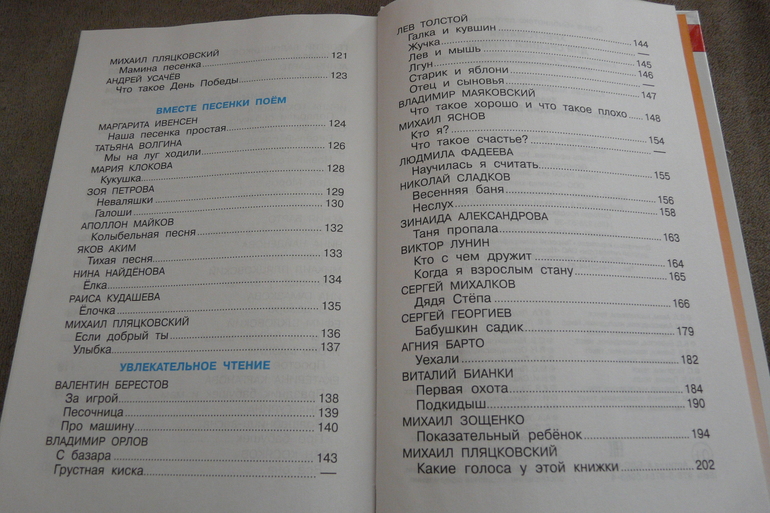 МИХАИЛ ПЛЯЦКОВСКИЙ
Мамина песенка 121
АНДРЕЙ УСАЧЁВ
Что такое День Победы 123
ВМЕСТЕ ПЕСЕНКИ ПОЁМ
МАРГАРИТА ИВЕНСЕН
Наша песенка простая 124
ТАТЬЯНА ВОЛГИНА
Мы на луг ходили 126
МАРИЯ КЛОКОВА
Кукушка 128
ЗОЯ ПЕТРОВА
Неваляшки 129
Галоши 130
АПОЛЛОН МАЙКОВ
Колыбельная песня 132
ЯКОВ АКИМ
Тихая песня 133
НИНА НАЙДЁНОВА
Ёлка 134
РАИСА КУДАШЕВА
Ёлочка 135
МИХАИЛ ПЛЯЦКОВСКИЙ
Если добрый ты 136
Улыбка 137
УВЛЕКАТЕЛЬНОЕ ЧТЕНИЕ
ВАЛЕНТИН БЕРЕСТОВ
За игрой 138
Песочница 139
Про машину 140
ВЛАДИМИР ОРЛОВ
С базара 143
Грустная киска —
ЛЕВ ТОЛСТОЙ
Галка и кувшин 144
Жучка —
Лев и мышь 145
Лгун 146
Старик и яблони —
Отец и сыновья 147
ВЛАДИМИР МАЯКОВСКИЙ
Что такое хорошо и что такое плохо 148
МИХАИЛ ЯСНОВ
Кто я? 154
Что такое счастье? —
ЛЮДМИЛА ФАДЕЕВА
Научилась я считать 155
НИКОЛАЙ СЛАДКОВ
Весенняя баня 156
Неслух 158
ЗИНАИДА АЛЕКСАНДРОВА
Таня пропала 163
ВИКТОР ЛУНИН
Кто с чем дружит 164
Когда я взрослым стану 165
СЕРГЕЙ МИХАЛКОВ
Дядя Стёпа 166
СЕРГЕЙ ГЕОРГИЕВ
Бабушкин садик 179
АГНИЯ БАРТО
Уехали 182
ВИТАЛИЙ БИАНКИ
Первая охота 184
Подкидыш 190
МИХАИЛ ЗОЩЕНКО
Показательный ребёнок 194
МИХАИЛ ПЛЯЦКОВСКИЙ
Какие голоса у этой книжки 202